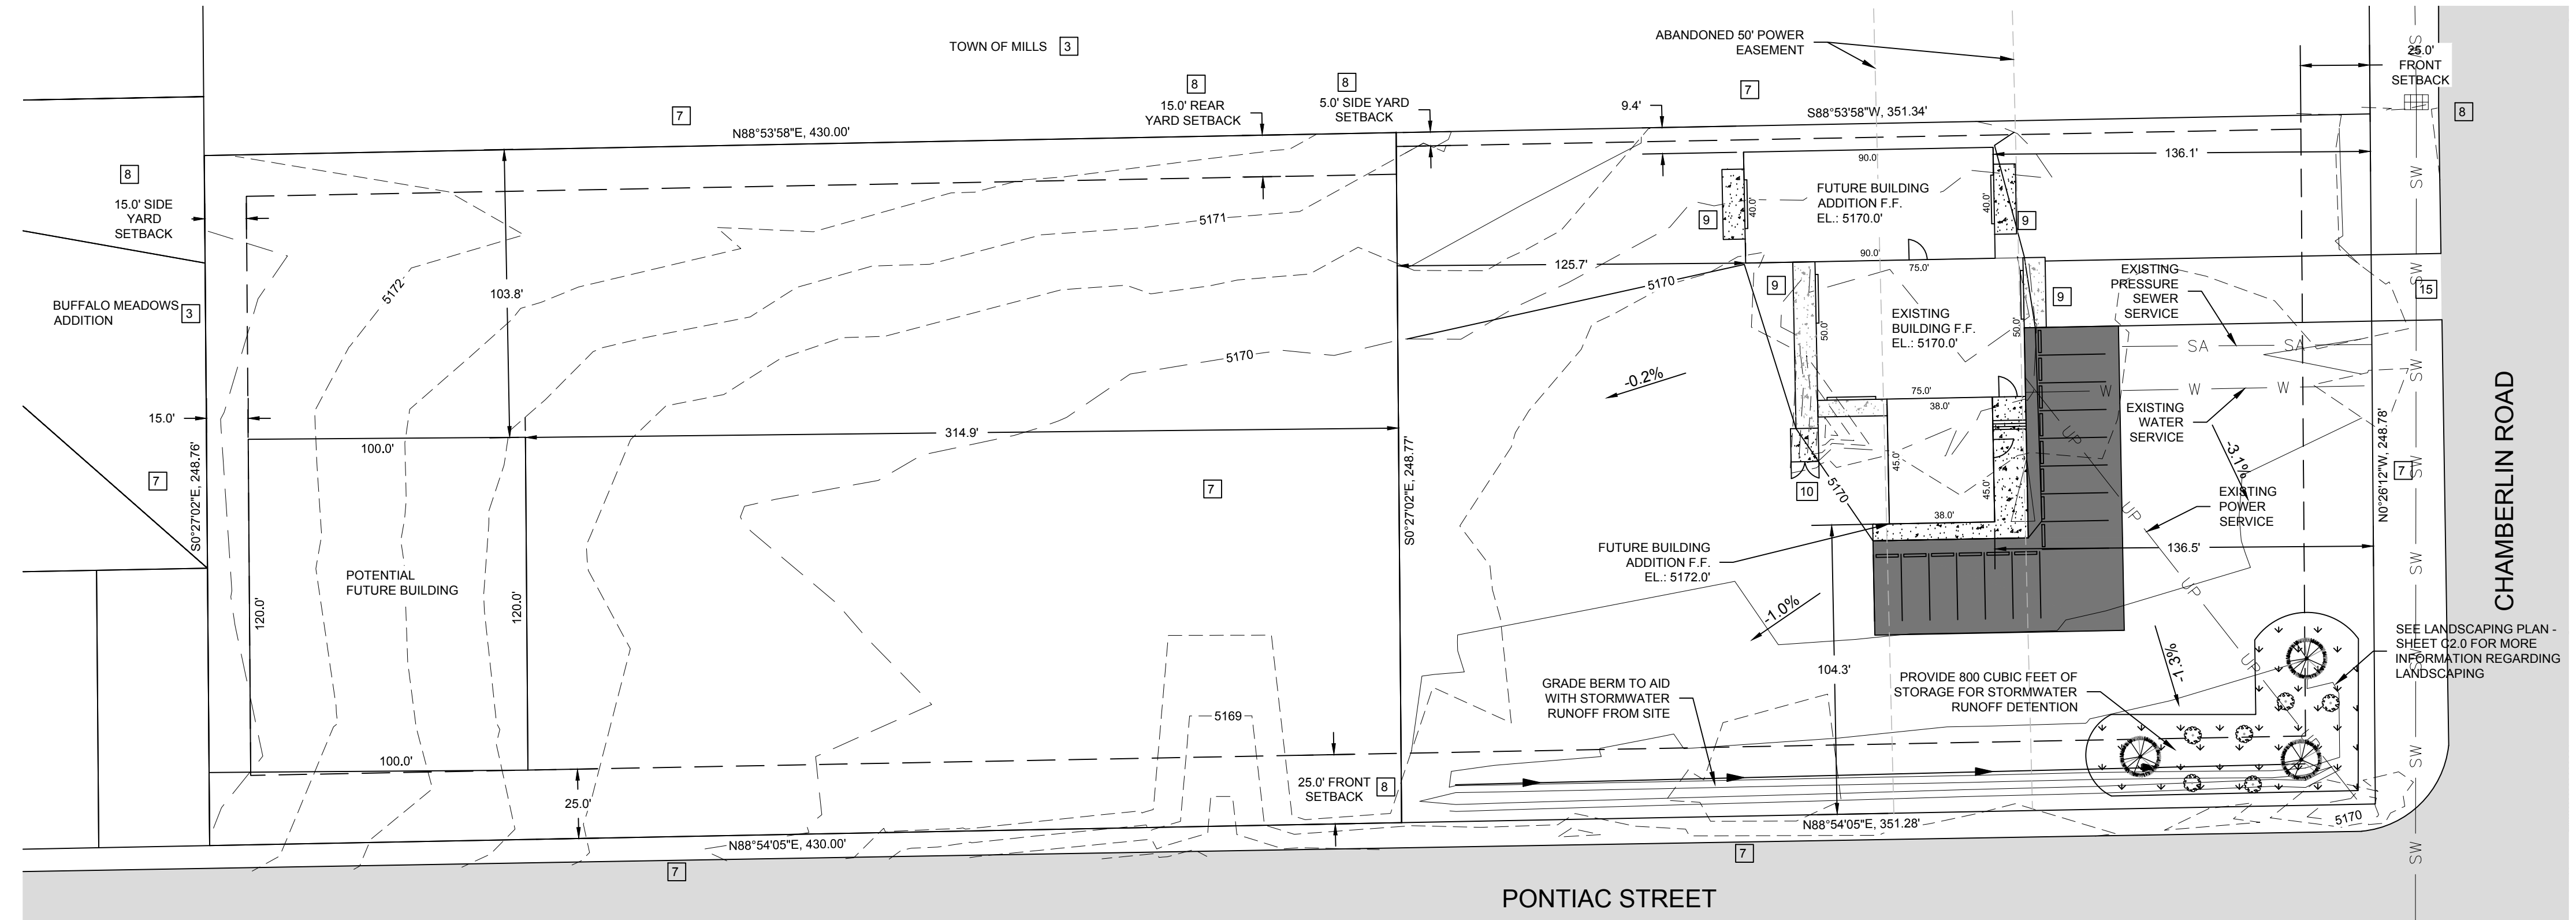 TOWN OF MILLS 3
ABANDONED 50' POWER
EASEMENT
25.0'
FRONT
SETBACK
8
8
8
7
7
15.0' REAR
YARD SETBACK
5.0' SIDE YARD
SETBACK
9.4'
S88°53'58"W, 351.34'
N88°53'58"E, 430.00'
136.1'
90.0'
8
15.0' SIDE
YARD
SETBACK
FUTURE BUILDING
ADDITION F.F.
EL.: 5170.0'
40.0'
40.0'
9
9
5171
SW
SW
SW
SW
SW
SW
SW
SW
SW
5172
103.8'
125.7'
90.0'
75.0'
5170
9
9
EXISTING
PRESSURE
SEWER
SERVICE
15
BUFFALO MEADOWS
ADDITION
3
EXISTING
BUILDING F.F.
EL.: 5170.0'
50.0'
50.0'
SA
SA
5170
-0.2%
75.0'
38.0'
W
W
W
EXISTING
WATER
SERVICE
15.0'
100.0'
314.9'
S0°27'02"E, 248.76'
S0°27'02"E, 248.77'
N0°26'12"W, 248.78'
CHAMBERLIN ROAD
UP
UP
UP
UP
UP
-3.1%
45.0'
45.0'
7
7
7
10
5170
EXISTING
POWER
SERVICE
38.0'
136.5'
FUTURE BUILDING
ADDITION F.F.
EL.: 5172.0'
POTENTIAL
FUTURE BUILDING
120.0'
120.0'
-1.0%
-1.3%
SEE LANDSCAPING PLAN -
SHEET C2.0 FOR MORE
INFORMATION REGARDING
LANDSCAPING
104.3'
GRADE BERM TO AID
WITH STORMWATER
RUNOFF FROM SITE
PROVIDE 800 CUBIC FEET OF
STORAGE FOR STORMWATER
RUNOFF DETENTION
5169
100.0'
25.0'
25.0' FRONT
SETBACK
8
N88°54'05"E, 351.28'
5170
N88°54'05"E, 430.00'
7
7
PONTIAC STREET